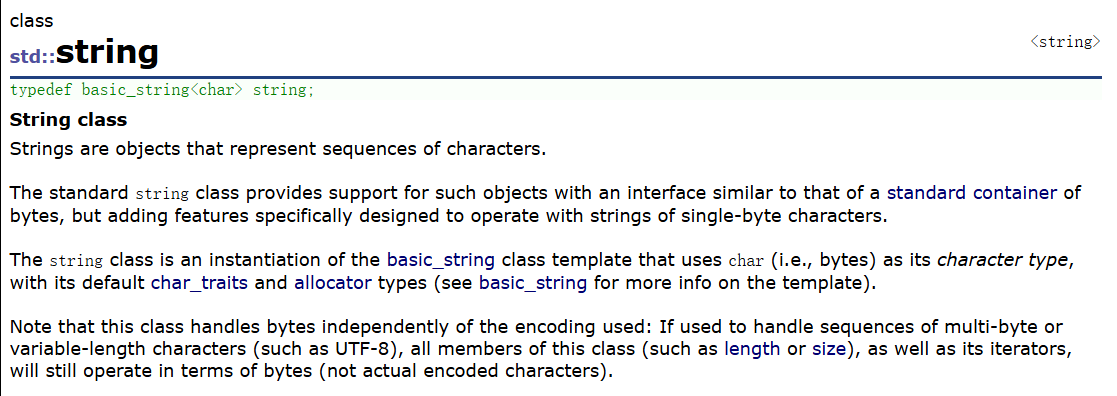 class
std::string
<string>
typedef basic_string<char> string;
String class
Strings are objects that represent sequences of characters.
The standard string class provides support for such objects with an interface similar to that of a standard container of
bytes, but adding features specifically designed to operate with strings of single-byte characters.
The string class is an instantiation of the basic_string class template that uses char (i.e., bytes) as its character type,
with its default char_traits and allocator types (see basic_string for more info on the template).
Note that this class handles bytes independently of the encoding used: If used to handle sequences of multi-byte or
variable-length characters (such as UTF-8), all members of this class (such as length or size), as well as its iterators,
will still operate in terms of bytes (not actual encoded characters).